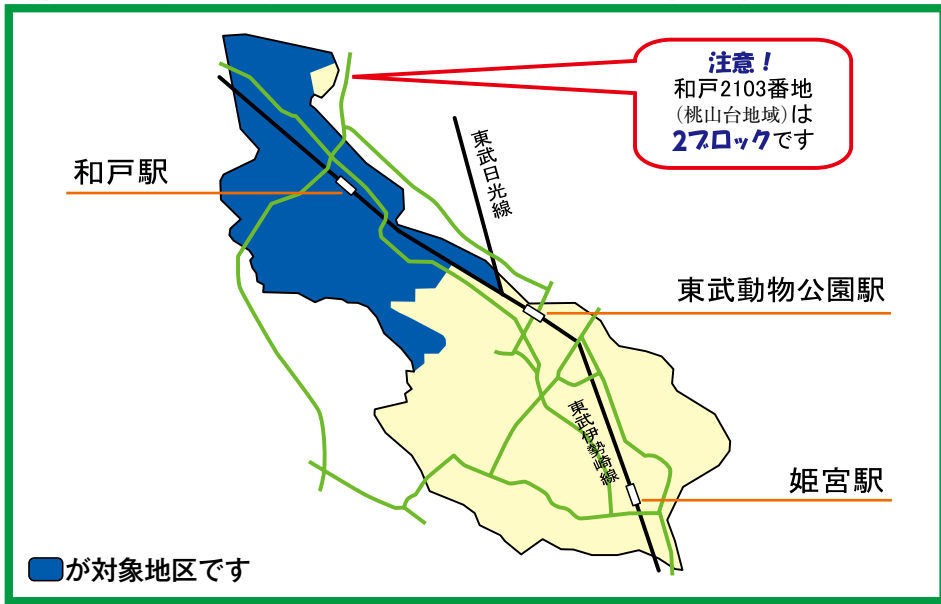 注意！
和戸2103番地
（桃山台地域）は
2ブロックです
東武日光線
和戸駅
東武動物公園駅
東武伊勢崎線
姫宮駅
が対象地区です